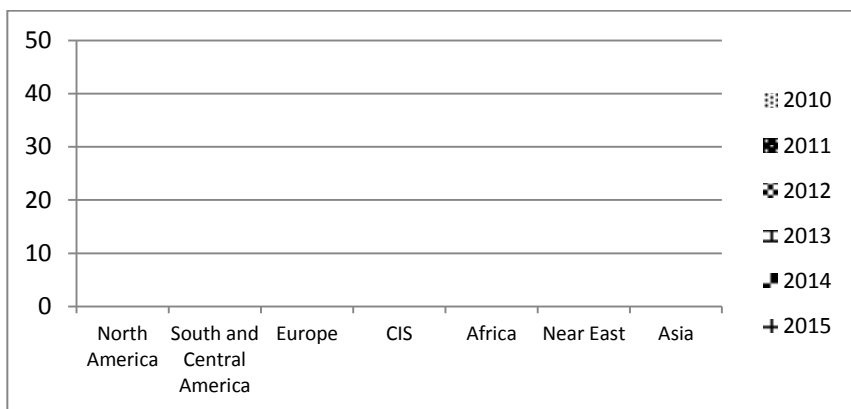 50
40
30
20
10
0
North
America
South and
Central
America
Europe
CIS
Africa
Near East
Asia
2010
2011
2012
2013
2014
2015